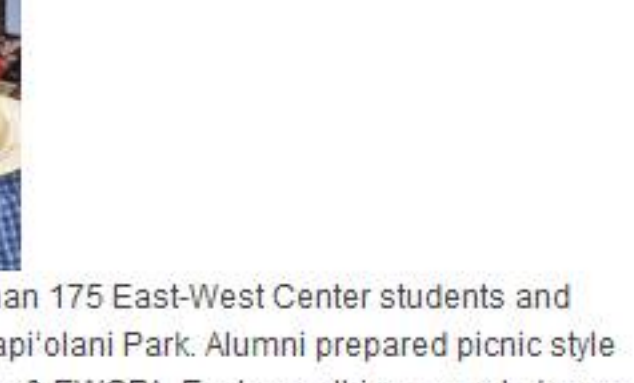 an 175 East-West Center students and
api‘olani Park. Alumni prepared picnic style